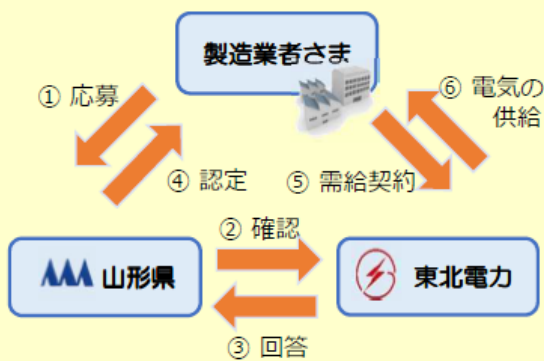 製造業者さま
① 応募
⑥ 電気の
供給
④ 認定
⑤ 需給契約
② 確認
山形県
東北電力
③ 回答